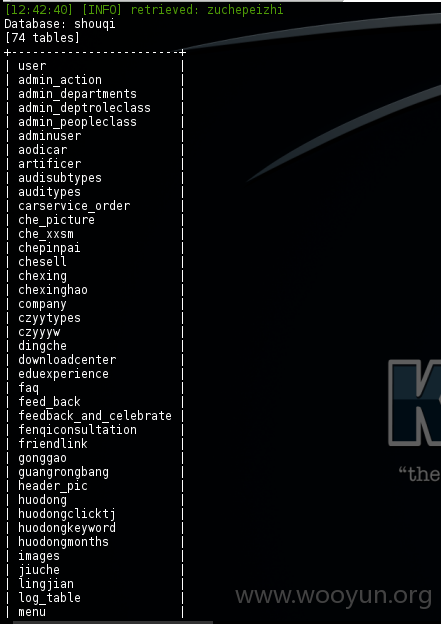 [12:42:40] [INFO] retrieved: zuchepeizhi
Database: shouqi
[74 tables]
+------------------------+
| user |
| admin_action |
| admin_departments |
| admin_deptroleclass |
| admin_peopleclass |
| adminuser |
| aodicar |
| artificer |
| audisubtypes |
| auditypes |
| carservice_order |
| che_picture |
| che_xxsm |
| chepinpai |
| chesell |
| chexing |
| chexinghao |
| company |
| czyytypes |
| czyyyw |
| dingche |
| downloadcenter |
| eduexperience |
| faq |
| feed_back |
| feedback_and_celebrate |
| fenqiconsultation |
| friendlink |
| gonggao |
| guangrongbang |
| header_pic |
| huodong |
| huodongclicktj |
| huodongkeyword |
| huodongmonths |
| images |
| jiuche |
| lingjian |
| log_table |
| menu |
K
“the
www.wooyun.org